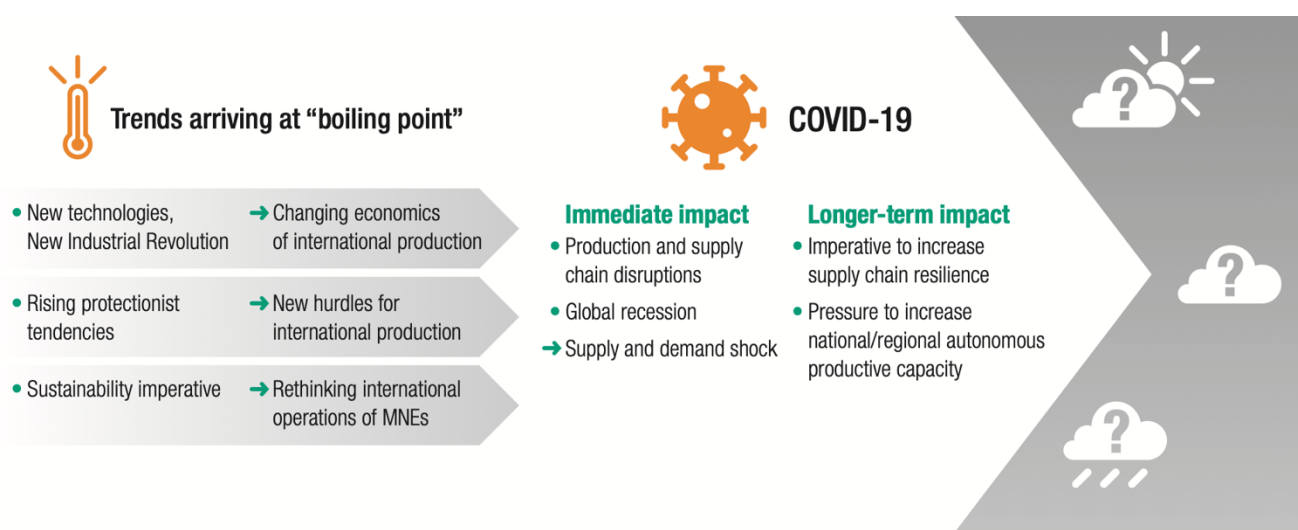 Trends arriving at “boiling point”
• New technologies,
New Industrial Revolution
➜ Changing economics
of international production
• Rising protectionist
tendencies
➜ New hurdles for
international production
• Sustainability imperative
➜ Rethinking international
operations of MNEs
COVID-19
Immediate impact
• Production and supply
chain disruptions
• Global recession
➜ Supply and demand shock
Longer-term impact
• Imperative to increase
supply chain resilience
• Pressure to increase
national/regional autonomous
productive capacity
?
?
?